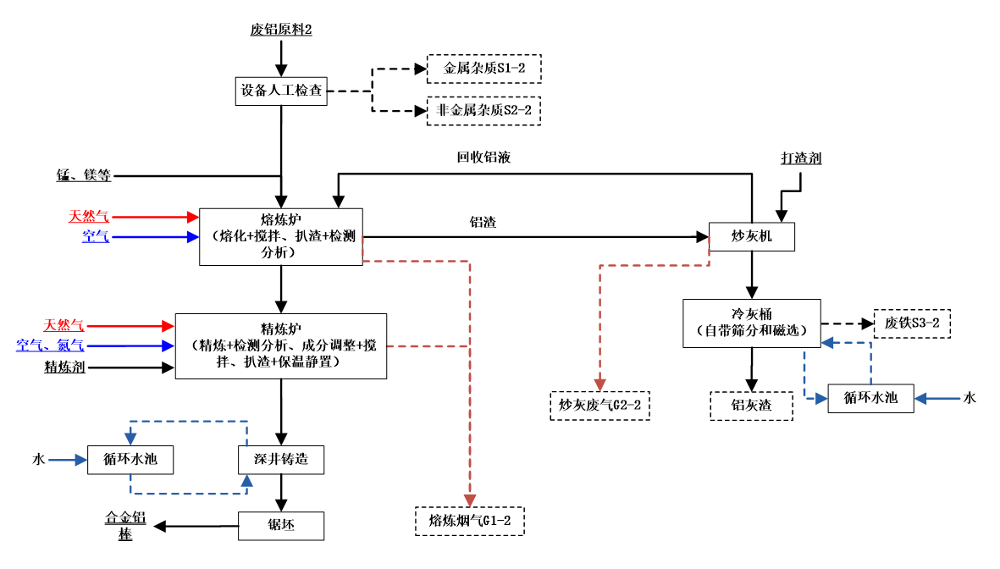 废铝原料2
金属杂质S1-2
设备人工检查
非金属杂质S2-2
回收铝液
打渣剂
锰、镁等
天然气
熔炼炉
（熔化+搅拌、扒渣+检测
分析）
铝渣
空气
炒灰机
天然气
精炼炉
（精炼+检测分析、成分调整+搅
拌、扒渣+保温静置）
空气、氮气
精炼剂
冷灰桶
（自带筛分和磁选）
废铁S3-2
炒灰废气G2-2
铝灰渣
循环水池
水
水
循环水池
深井铸造
合金铝
棒
锯坯
熔炼烟气G1-2